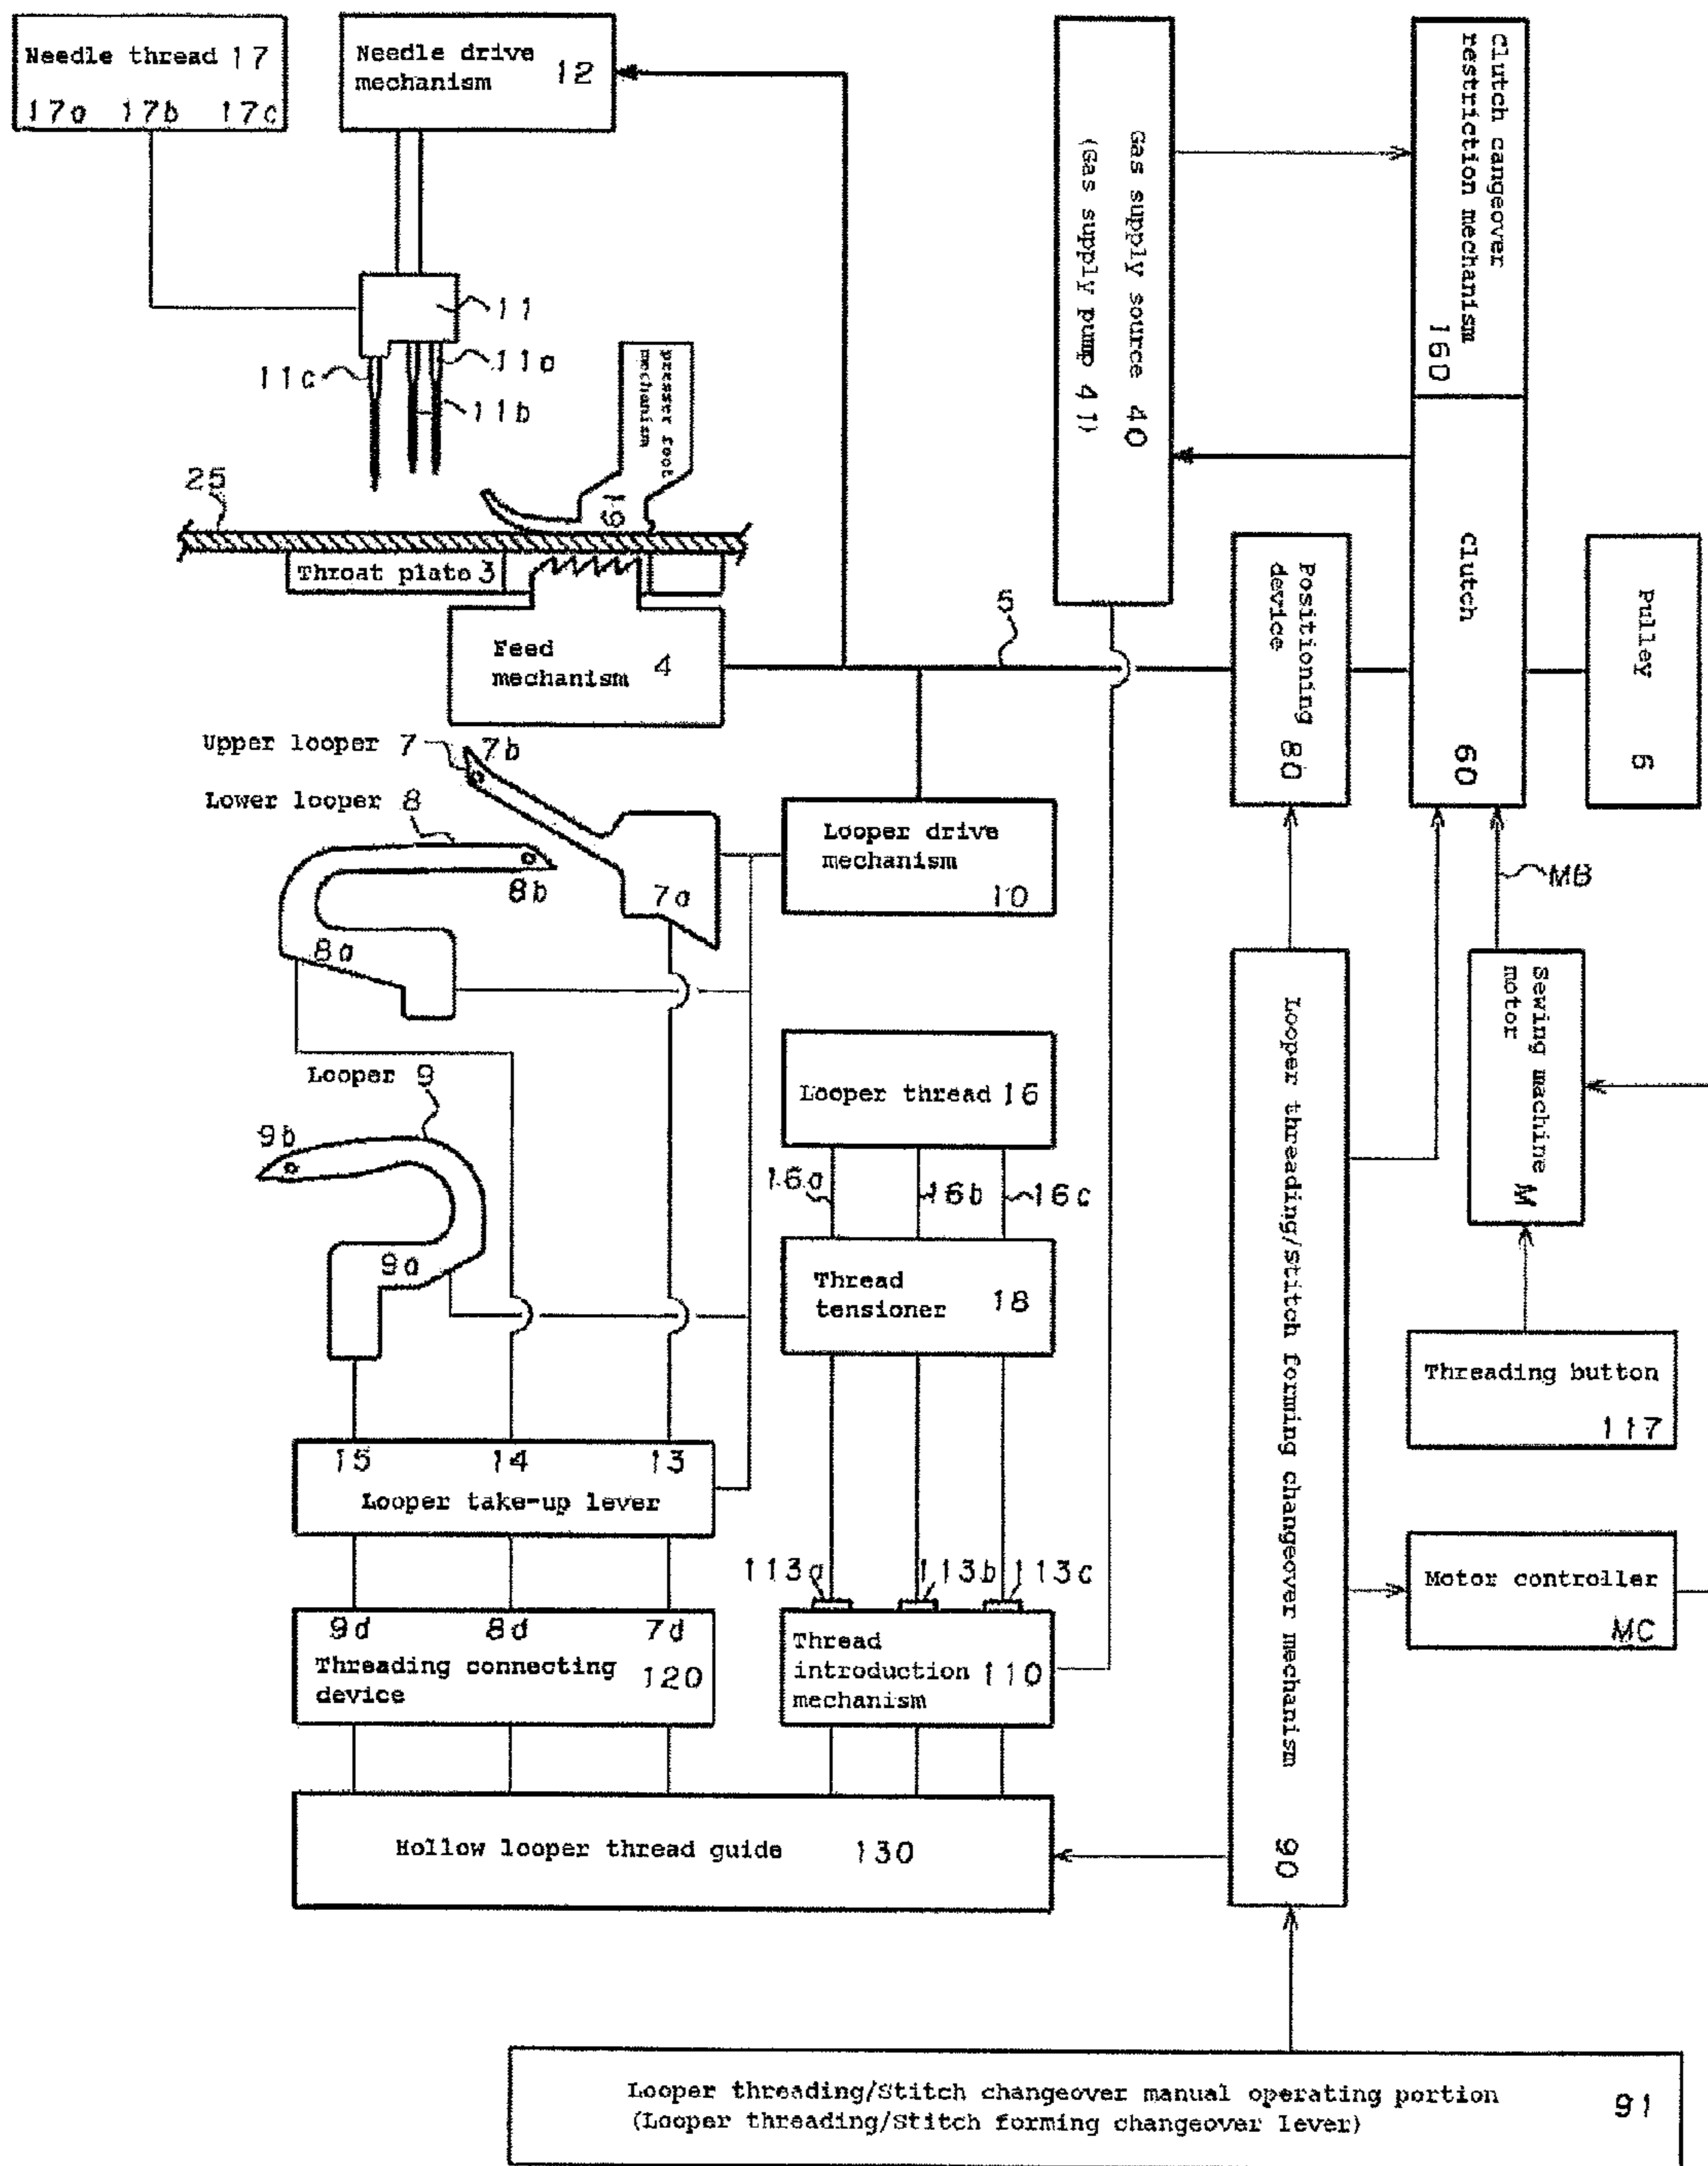 Needle thread 17
17a 17b 17c
Needle drive
mechanism 12
Gas supply source 40
(Gas supply pump 41)
Clutch cangeover
restriction mechanism 160
11
11c
11a
11b
presser foot
mechanism
19
25
Throat plate 3
Feed
mechanism 4
5
Positioning
device 80
Clutch 60
Pulley 6
Upper looper 7
7b
Lower looper 8
8b
7a
8a
Looper drive
mechanism
10
MB
Sewing machine
motor M
Looper threading/Stitch forming changeover mechanism 90
Looper 9
9b
9a
Looper thread 16
16a 16b 16c
Thread
tensioner 18
Threading button
117
15 14 13
Looper take-up lever
113a 113b 113c
Motor controller
MC
9d 8d 7d
Threading connecting
device 120
Thread
introduction 110
mechanism
Hollow looper thread guide 130
Looper threading/Stitch changeover manual operating portion
(Looper threading/Stitch forming changeover lever)
91